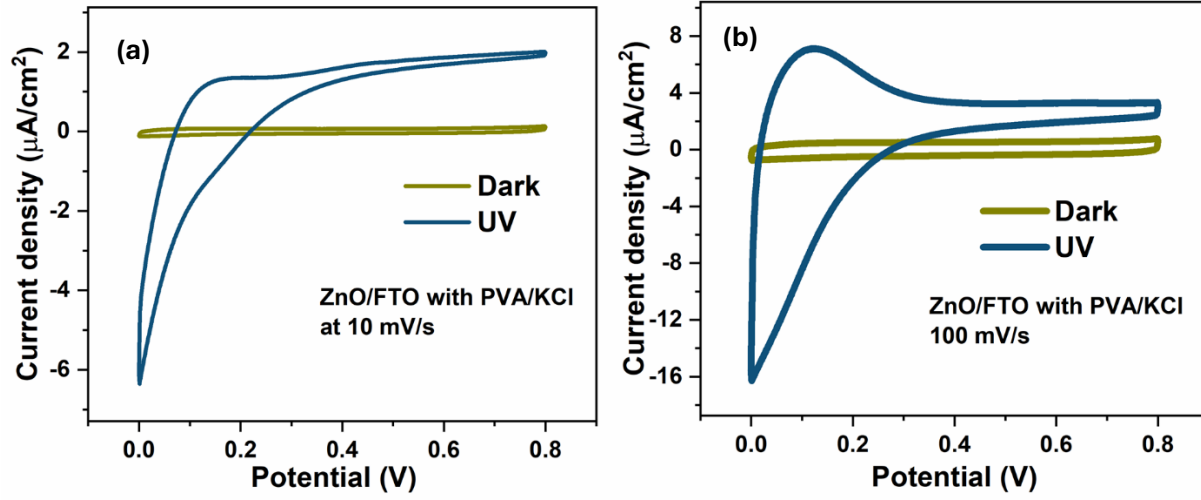 (a)
Current density (μA/cm²)
2
0
-2
-4
-6
Dark
UV
ZnO/FTO with PVA/KCl
at 10 mV/s
0.0 0.2 0.4 0.6 0.8
Potential (V)
(b)
Current density (μA/cm²)
8
4
0
-4
-8
-12
-16
Dark
UV
ZnO/FTO with PVA/KCl
100 mV/s
0.0 0.2 0.4 0.6 0.8
Potential (V)